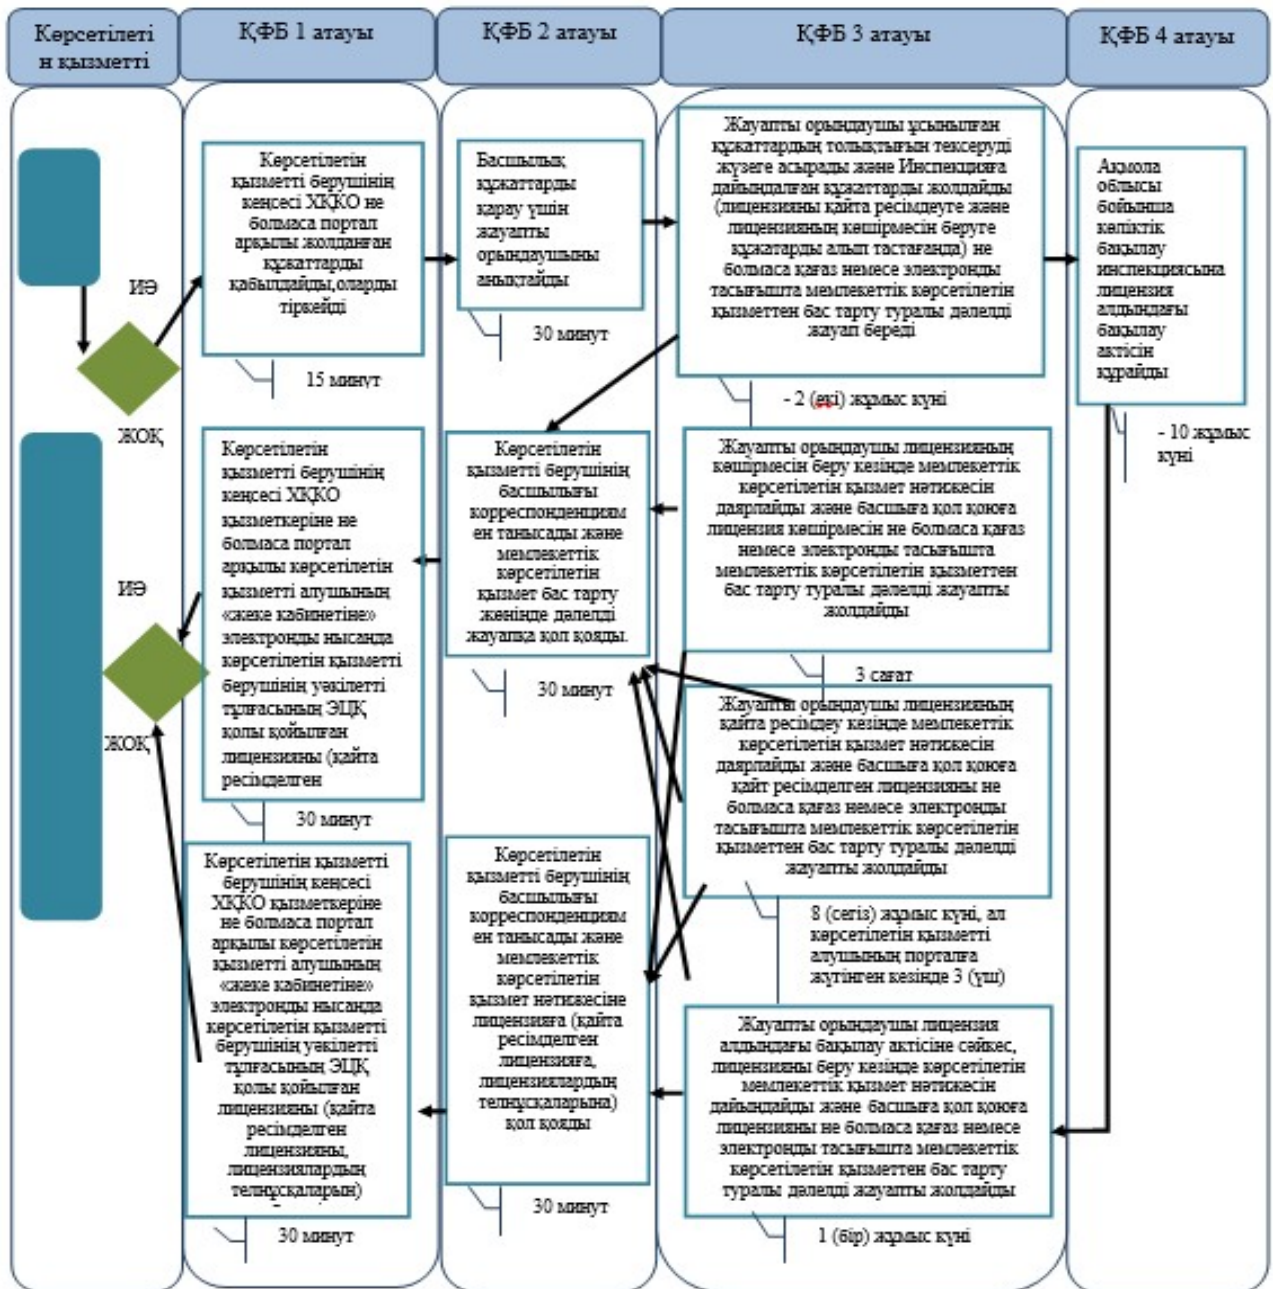 Көрсетілеті
н қызметті
ҚФБ 1 атауы
ҚФБ 2 атауы
ҚФБ 3 атауы
ҚФБ 4 атауы
ИӘ
ЖОҚ
ИӘ
ЖОҚ
Көрсетілетін
қызметті берушінің
кеңсесі ХҚКО не
болмаса портал
арқылы жолданған
құжаттарды
қабылдайды,оларды
тіркейді
15 минут
Басшылық
құжаттарды
қарау үшін
жауапты
орындаушыны
анықтайды
30 минут
Жауапты орындаушы ұсынылған
құжаттардың толықтығын тексеруді
жүзеге асырады және Инспекцияға
дайындалған құжаттарды жолдайды
(лицензияны қайта ресімдеуге және
лицензияның көшірмесін беруге
құжатарды алып тастағанда) не
болмаса қағаз немесе электронды
тасығышта мемлекеттік көрсетілетін
қызметтен бас тарту туралы дәлелді
жауап береді
- 2 (екі) жұмыс күні
Ақмола
облысы
бойынша
көліктік
бақылау
инспекциясына
лицензия
алдындағы
бақылау
актісін
құрайды
- 10 жұмыс
күні
Көрсетілетін
қызметті берушінің
кеңсесі ХҚКО
қызметкеріне не
болмаса портал
арқылы көрсетілетін
қызметті алушының
«жеке кабинетіне»
электронды нысанда
көрсетілетін қызметті
берушінің уәкілетті
тұлғасының ЭЦҚ
қолы қойылған
лицензияны (қайта
ресімделген
30 минут
Көрсетілетін
қызметті берушінің
басшылығы
корреспонденциям
ен танысады және
мемлекеттік
көрсетілетін
қызмет бас тарту
жөнінде дәлелді
жауапқа қол қояды.
30 минут
Жауапты орындаушы лицензияның
көшірмесін беру кезінде мемлекеттік
көрсетілетін қызмет нәтижесін
даярлайды және басшыға қол қоюға
лицензия көшірмесін не болмаса қағаз
немесе электронды тасығышта
мемлекеттік көрсетілетін қызметтен
бас тарту туралы дәлелді жауапты
жолдайды
3 сағат
Жауапты орындаушы лицензияның
қайта ресімдеу кезінде мемлекеттік
көрсетілетін қызмет нәтижесін
даярлайды және басшыға қол қоюға
қайт ресімделген лицензияны не
болмаса қағаз немесе электронды
тасығышта мемлекеттік көрсетілетін
қызметтен бас тарту туралы дәлелді
жауапты жолдайды
8 (сегіз) жұмыс күні, ал
көрсетілетін қызметті
алушының порталға
жүгінген кезінде 3 (үш)
Көрсетілетін қызметті
берушінің кеңсесі
ХҚКО қызметкеріне
не болмаса портал
арқылы көрсетілетін
қызметті алушының
«жеке кабинетіне»
электронды нысанда
көрсетілетін қызметті
берушінің уәкілетті
тұлғасының ЭЦҚ
қолы қойылған
лицензияны (қайта
ресімделген
лицензияны,
лицензиялардың
телнұсқаларын)
30 минут
Көрсетілетін
қызметті берушінің
басшылығы
корреспонденциям
ен танысады және
мемлекеттік
көрсетілетін
қызмет нәтижесіне
лицензияға (қайта
ресімделген
лицензияға,
лицензиялардың
телнұсқаларына)
қол қояды
30 минут
Жауапты орындаушы лицензия
алдындағы бақылау актісіне сәйкес,
лицензияны беру кезінде көрсетілетін
мемлекеттік қызмет нәтижесін
дайындайды және басшыға қол қоюға
лицензияны не болмаса қағаз немесе
электронды тасығышта мемлекеттік
көрсетілетін қызметтен бас тарту
туралы дәлелді жауапты жолдайды
1 (бір) жұмыс күні